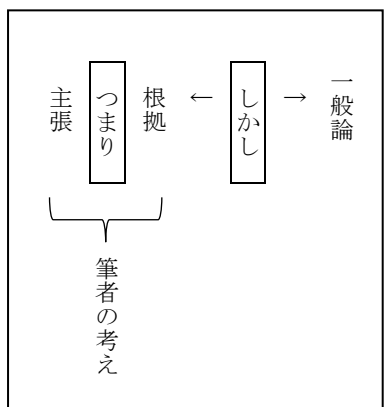 一般論
→
しかし
←
根拠
つまり
主張
筆者の考え